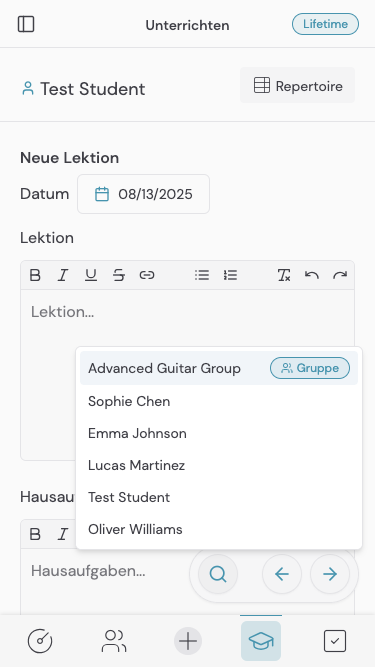 Unterrichten
Lifetime
Test Student
Repertoire
Neue Lektion
Datum
08/13/2025
Lektion
Lektion...
Advanced Guitar Group
Gruppe
Sophie Chen
Emma Johnson
Lucas Martinez
Test Student
Oliver Williams
Hausau
Hausaufgaben...